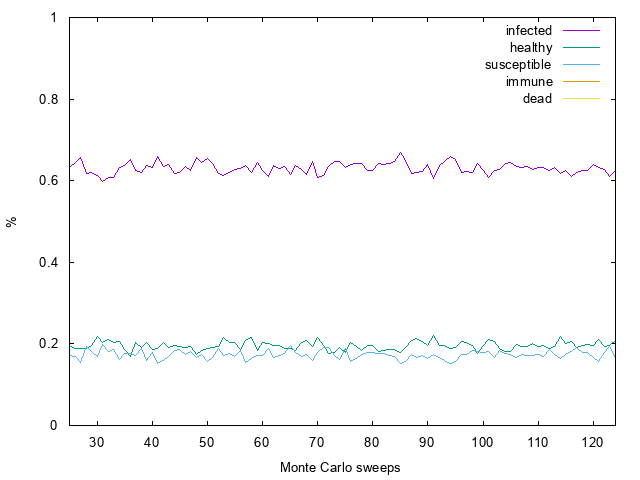 1
infected
healthy
susceptible
immune
dead
0.8
0.6
%
0.4
0.2
0
30 40 50 60 70 80 90 100 110 120
Monte Carlo sweeps